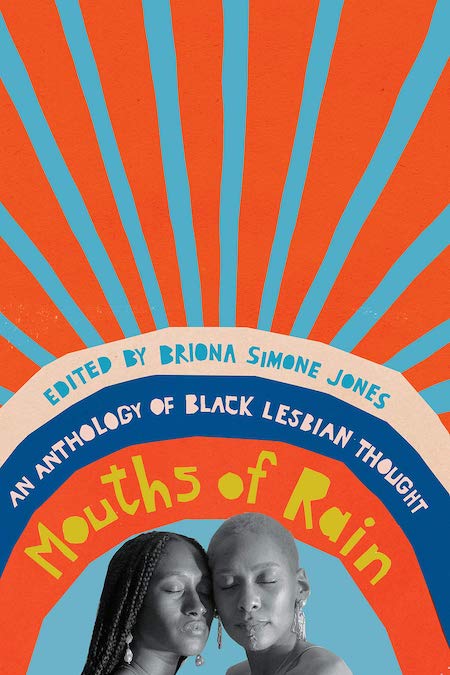 EDITED BY BRIONA SIMONE JONES
AN ANTHOLOGY OF BLACK LESBIAN THOUGHT
Mouths of Rain